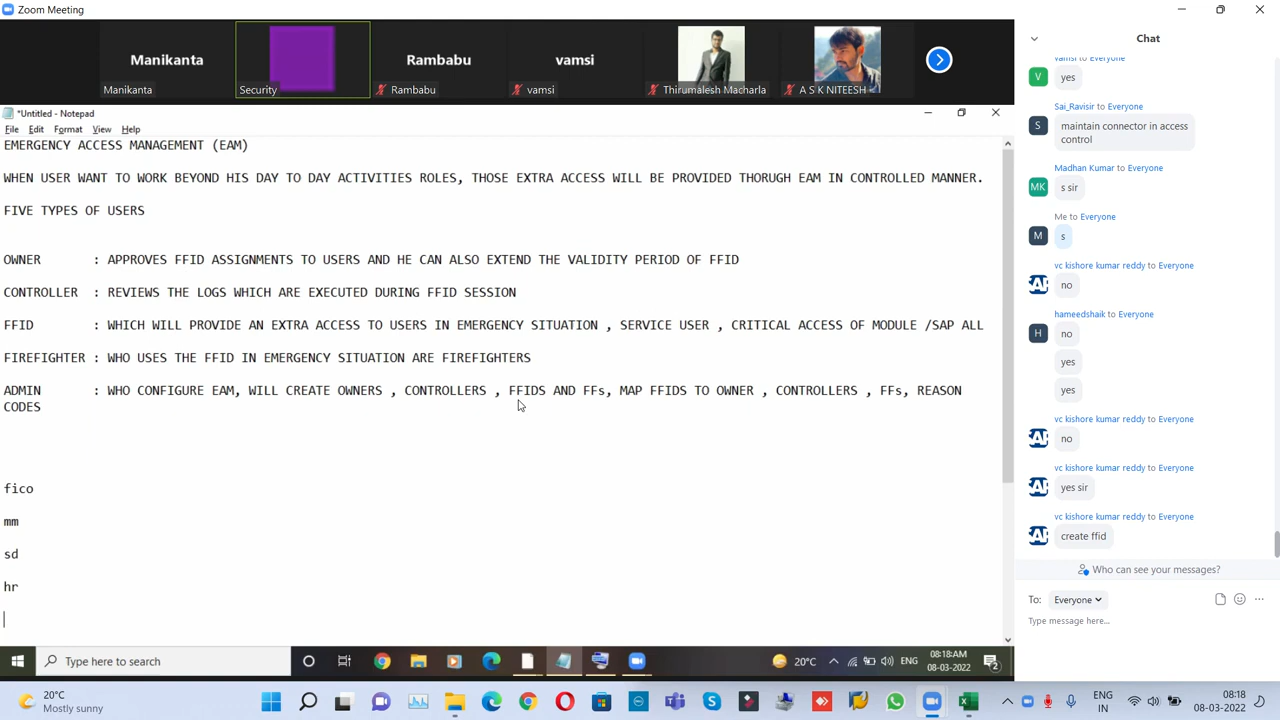 Zoom Meeting
Manikanta
Rambabu
vamsi
Manikanta
Security
Rambabu
vamsi
Thirumalesh Macharla
A S K NITEESH
*Untitled - Notepad
File Edit Format View Help
EMERGENCY ACCESS MANAGEMENT (EAM)
WHEN USER WANT TO WORK BEYOND HIS DAY TO DAY ACTVITIES ROLES, THOSE EXTRA ACCESS WILL BE PROVIDED THORUGH EAM IN CONTROLLED MANNER.
FIVE TYPES OF USERS
OWNER : APPROVES FFID ASSIGNMENTS TO USERS AND HE CAN ALSO EXTEND THE VALIDITY PERIOD OF FFID
CONTROLLER : REVIEWS THE LOGS WHICH ARE EXECUTED DURING FFID SESSION
FFID : WHICH WILL PROVIDE AN EXTRA ACCESS TO USERS IN EMERGENCY SITUATION , SERVICE USER , CRITICAL ACCESS OF MODULE /SAP ALL
FIREFIGHTER : WHO USES THE FFID IN EMERGENCY SITUATION ARE FIREFIGHTERS
ADMIN : WHO CONFIGURE EAM, WILL CREATE OWNERS , CONTROLLERS , FFIDS AND FFs, MAP FFIDS TO OWNER , CONTROLLERS , FFs, REASON
CODES
fico
mm
sd
hr
Type here to search
20°C
ENG
08:18AM
08-03-2022
2
Chat
vamsi to Everyone
V
yes
Sai_Ravisir to Everyone
S
maintain connector in access
control
Madhan Kumar to Everyone
MK
s sir
Me to Everyone
M
s
vc kishore kumar reddy to Everyone
no
hameedshaik to Everyone
H
no
yes
yes
vc kishore kumar reddy to Everyone
no
vc kishore kumar reddy to Everyone
yes sir
vc kishore kumar reddy to Everyone
create ffid
Who can see your messages?
To: Everyone
Type message here...
20°C
Mostly sunny
ENG
IN
08:18
08-03-2022